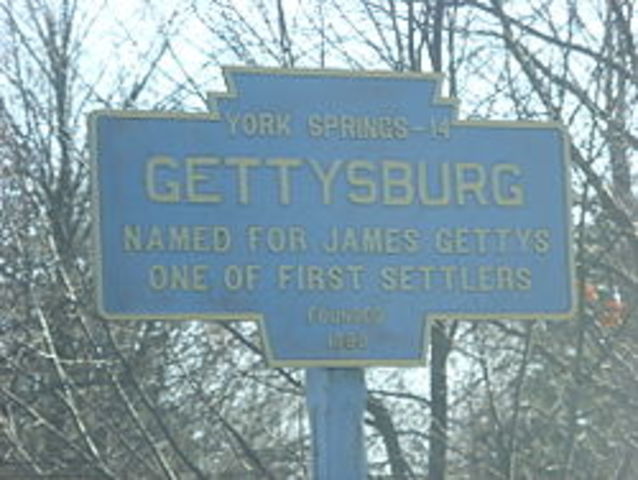 YORK SPRINGS-14
GETTYSBURG
NAMED FOR JAMES GETTYS
ONE OF FIRST SETTLERS
FOUNDED